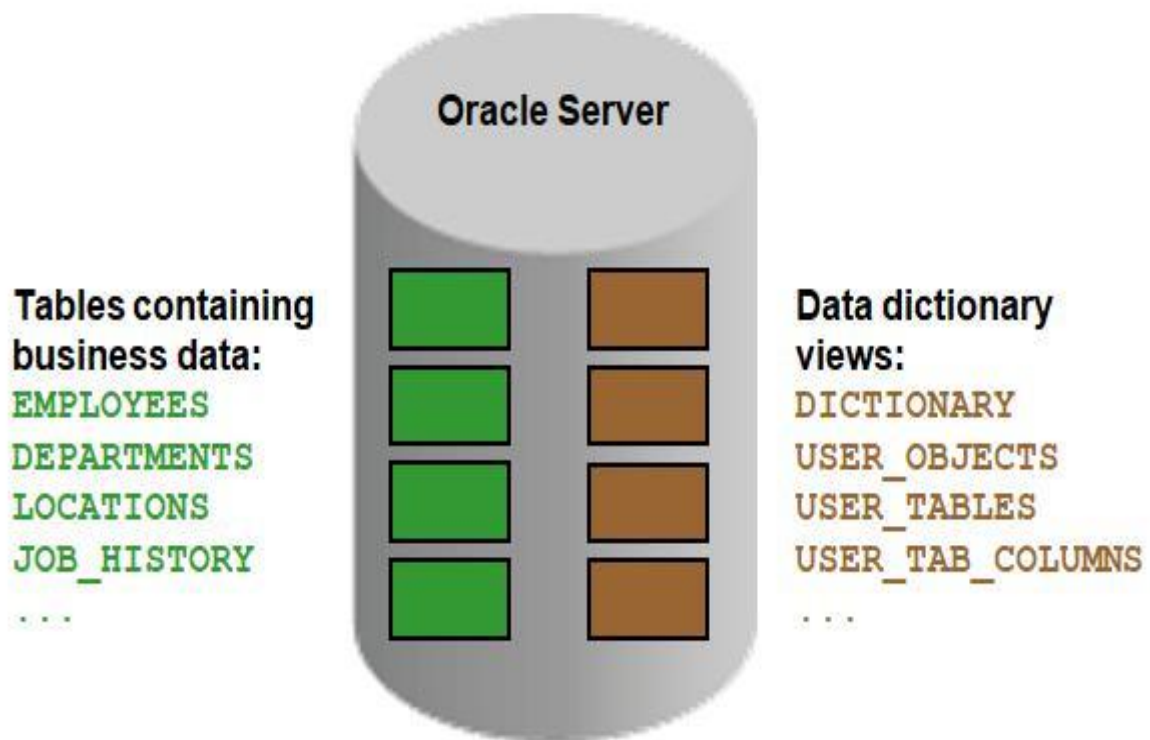 Oracle Server
Tables containing
business data:
EMPLOYEES
DEPARTMENTS
LOCATIONS
JOB_HISTORY
...
Data dictionary
views:
DICTIONARY
USER_OBJECTS
USER_TABLES
USER_TAB_COLUMNS
...